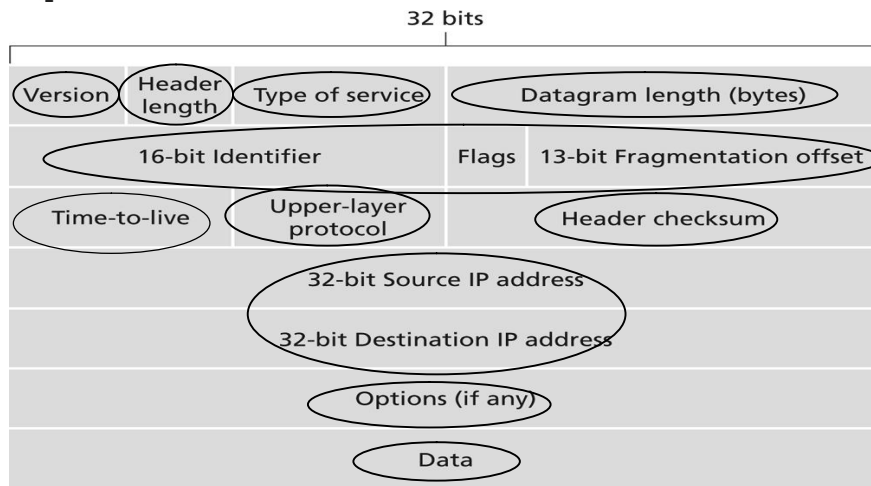 32 bits
Version Header length Type of service Datagram length (bytes)
16-bit Identifier Flags 13-bit Fragmentation offset
Time-to-live Upper-layer protocol Header checksum
32-bit Source IP address
32-bit Destination IP address
Options (if any)
Data